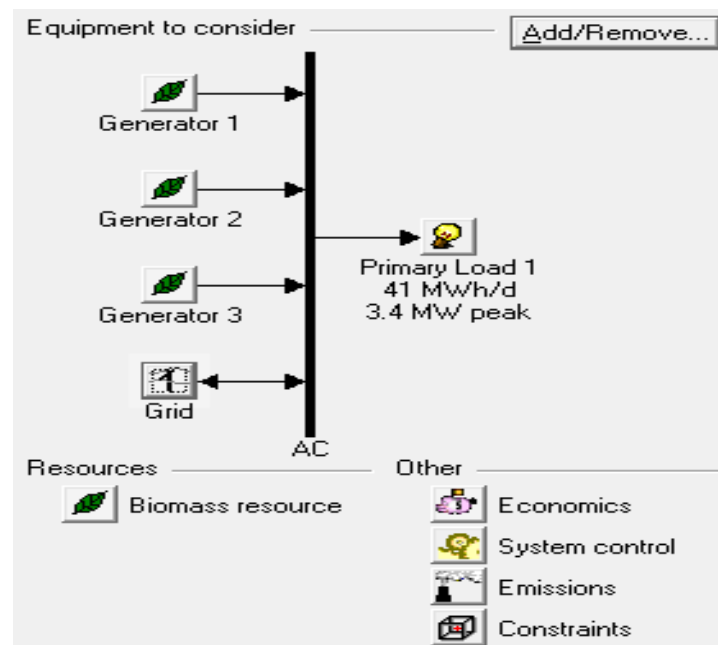 Equipment to consider
Add/Remove...
Generator 1
Generator 2
Generator 3
Grid
AC
Primary Load 1
41 MWh/d
3.4 MW peak
Resources
Biomass resource
Other
Economics
System control
Emissions
Constraints